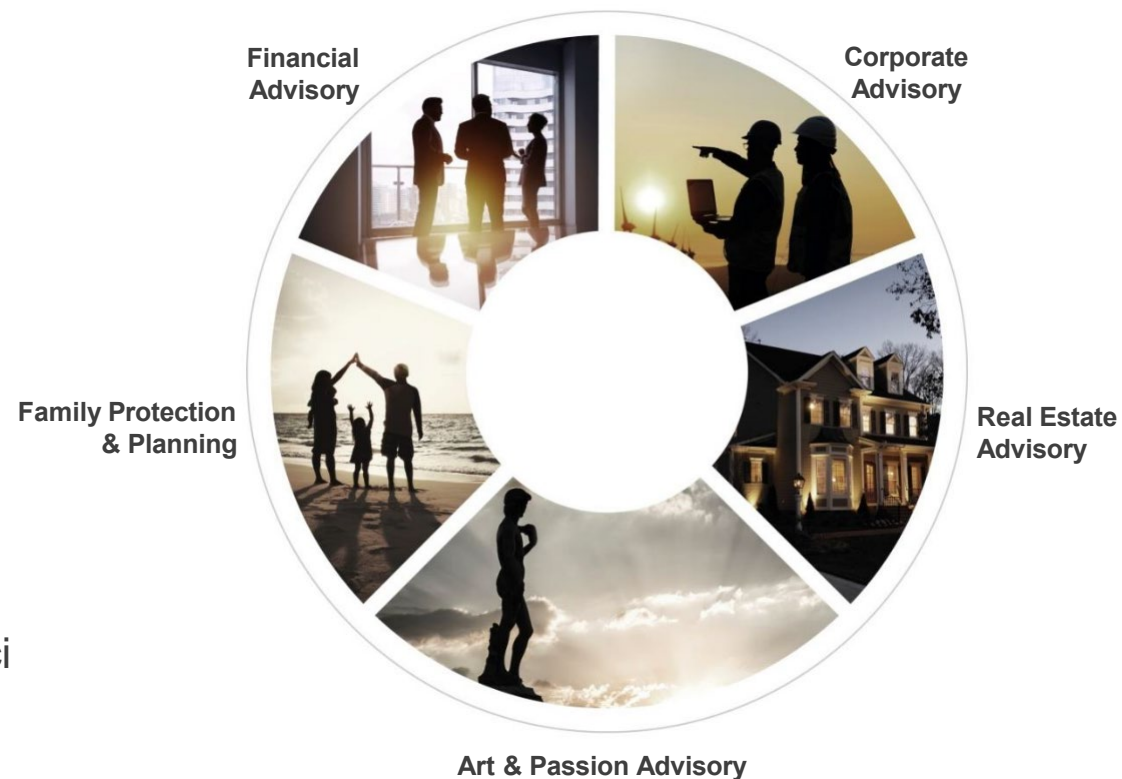 Financial
Advisory
Corporate
Advisory
Family Protection
& Planning
Real Estate
Advisory
Art & Passion Advisory